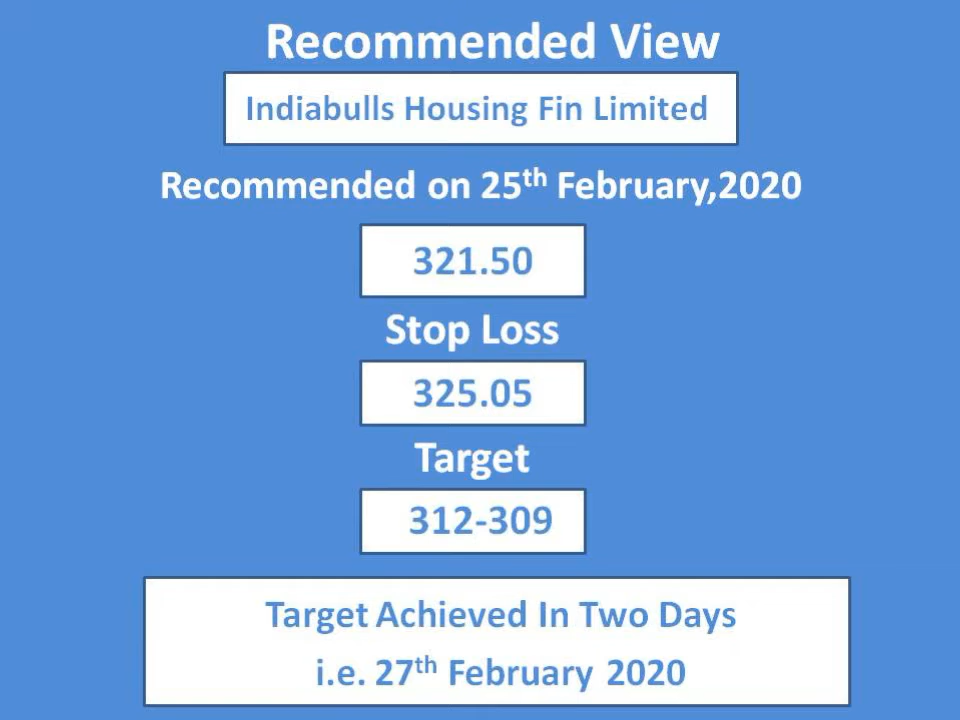 Recommended View
Indiabulls Housing Fin Limited
Recommended on 25th February,2020
321.50
Stop Loss
325.05
Target
312-309
Target Achieved In Two Days
i.e. 27th February 2020